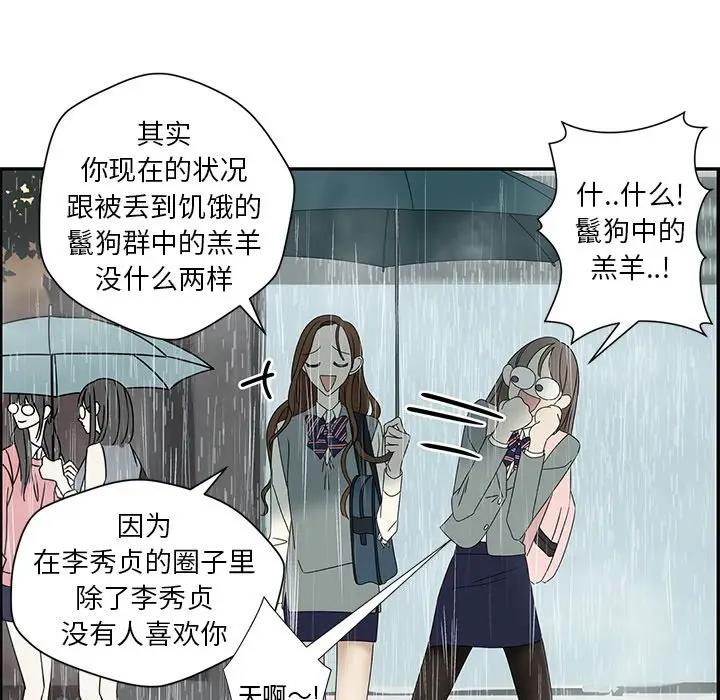 其实
你现在的状况
跟被丢到饥饿的
鬣狗群中的羔羊
没什么两样
什..什么!
鬣狗中的
羔羊..!
因为
在李秀贞的圈子里
除了李秀贞
没有人喜欢你
天啊～!